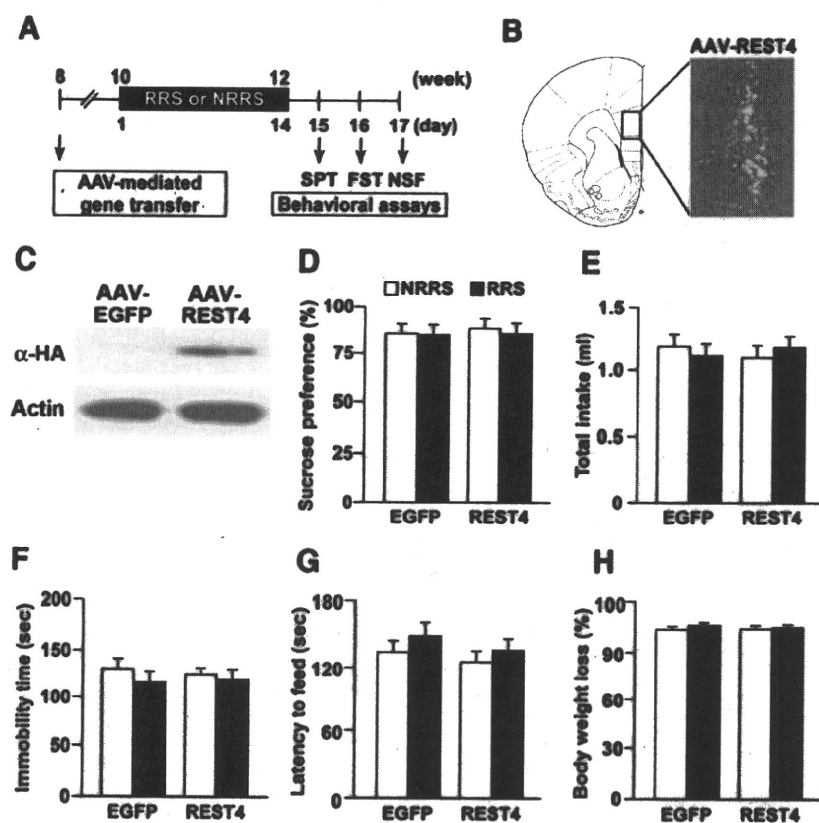 A
8 10 12 (week)
RRS or NRRS
1 14 15 16 17 (day)
SPT FST NSF
AAV-mediated
gene transfer
Behavioral assays
B
AAV-REST4
C
AAV-
EGFP
AAV-
REST4
α-HA
Actin
D
NRRS RRS
Sucrose preference (%)
100
75
50
25
0
EGFP REST4
E
Total intake (ml)
1.5
1.0
0.5
0
EGFP REST4
F
Immobility time (sec)
200
150
100
50
0
EGFP REST4
G
Latency to feed (sec)
180
120
60
0
EGFP REST4
H
Body weight loss (%)
100
90
30
0
EGFP REST4